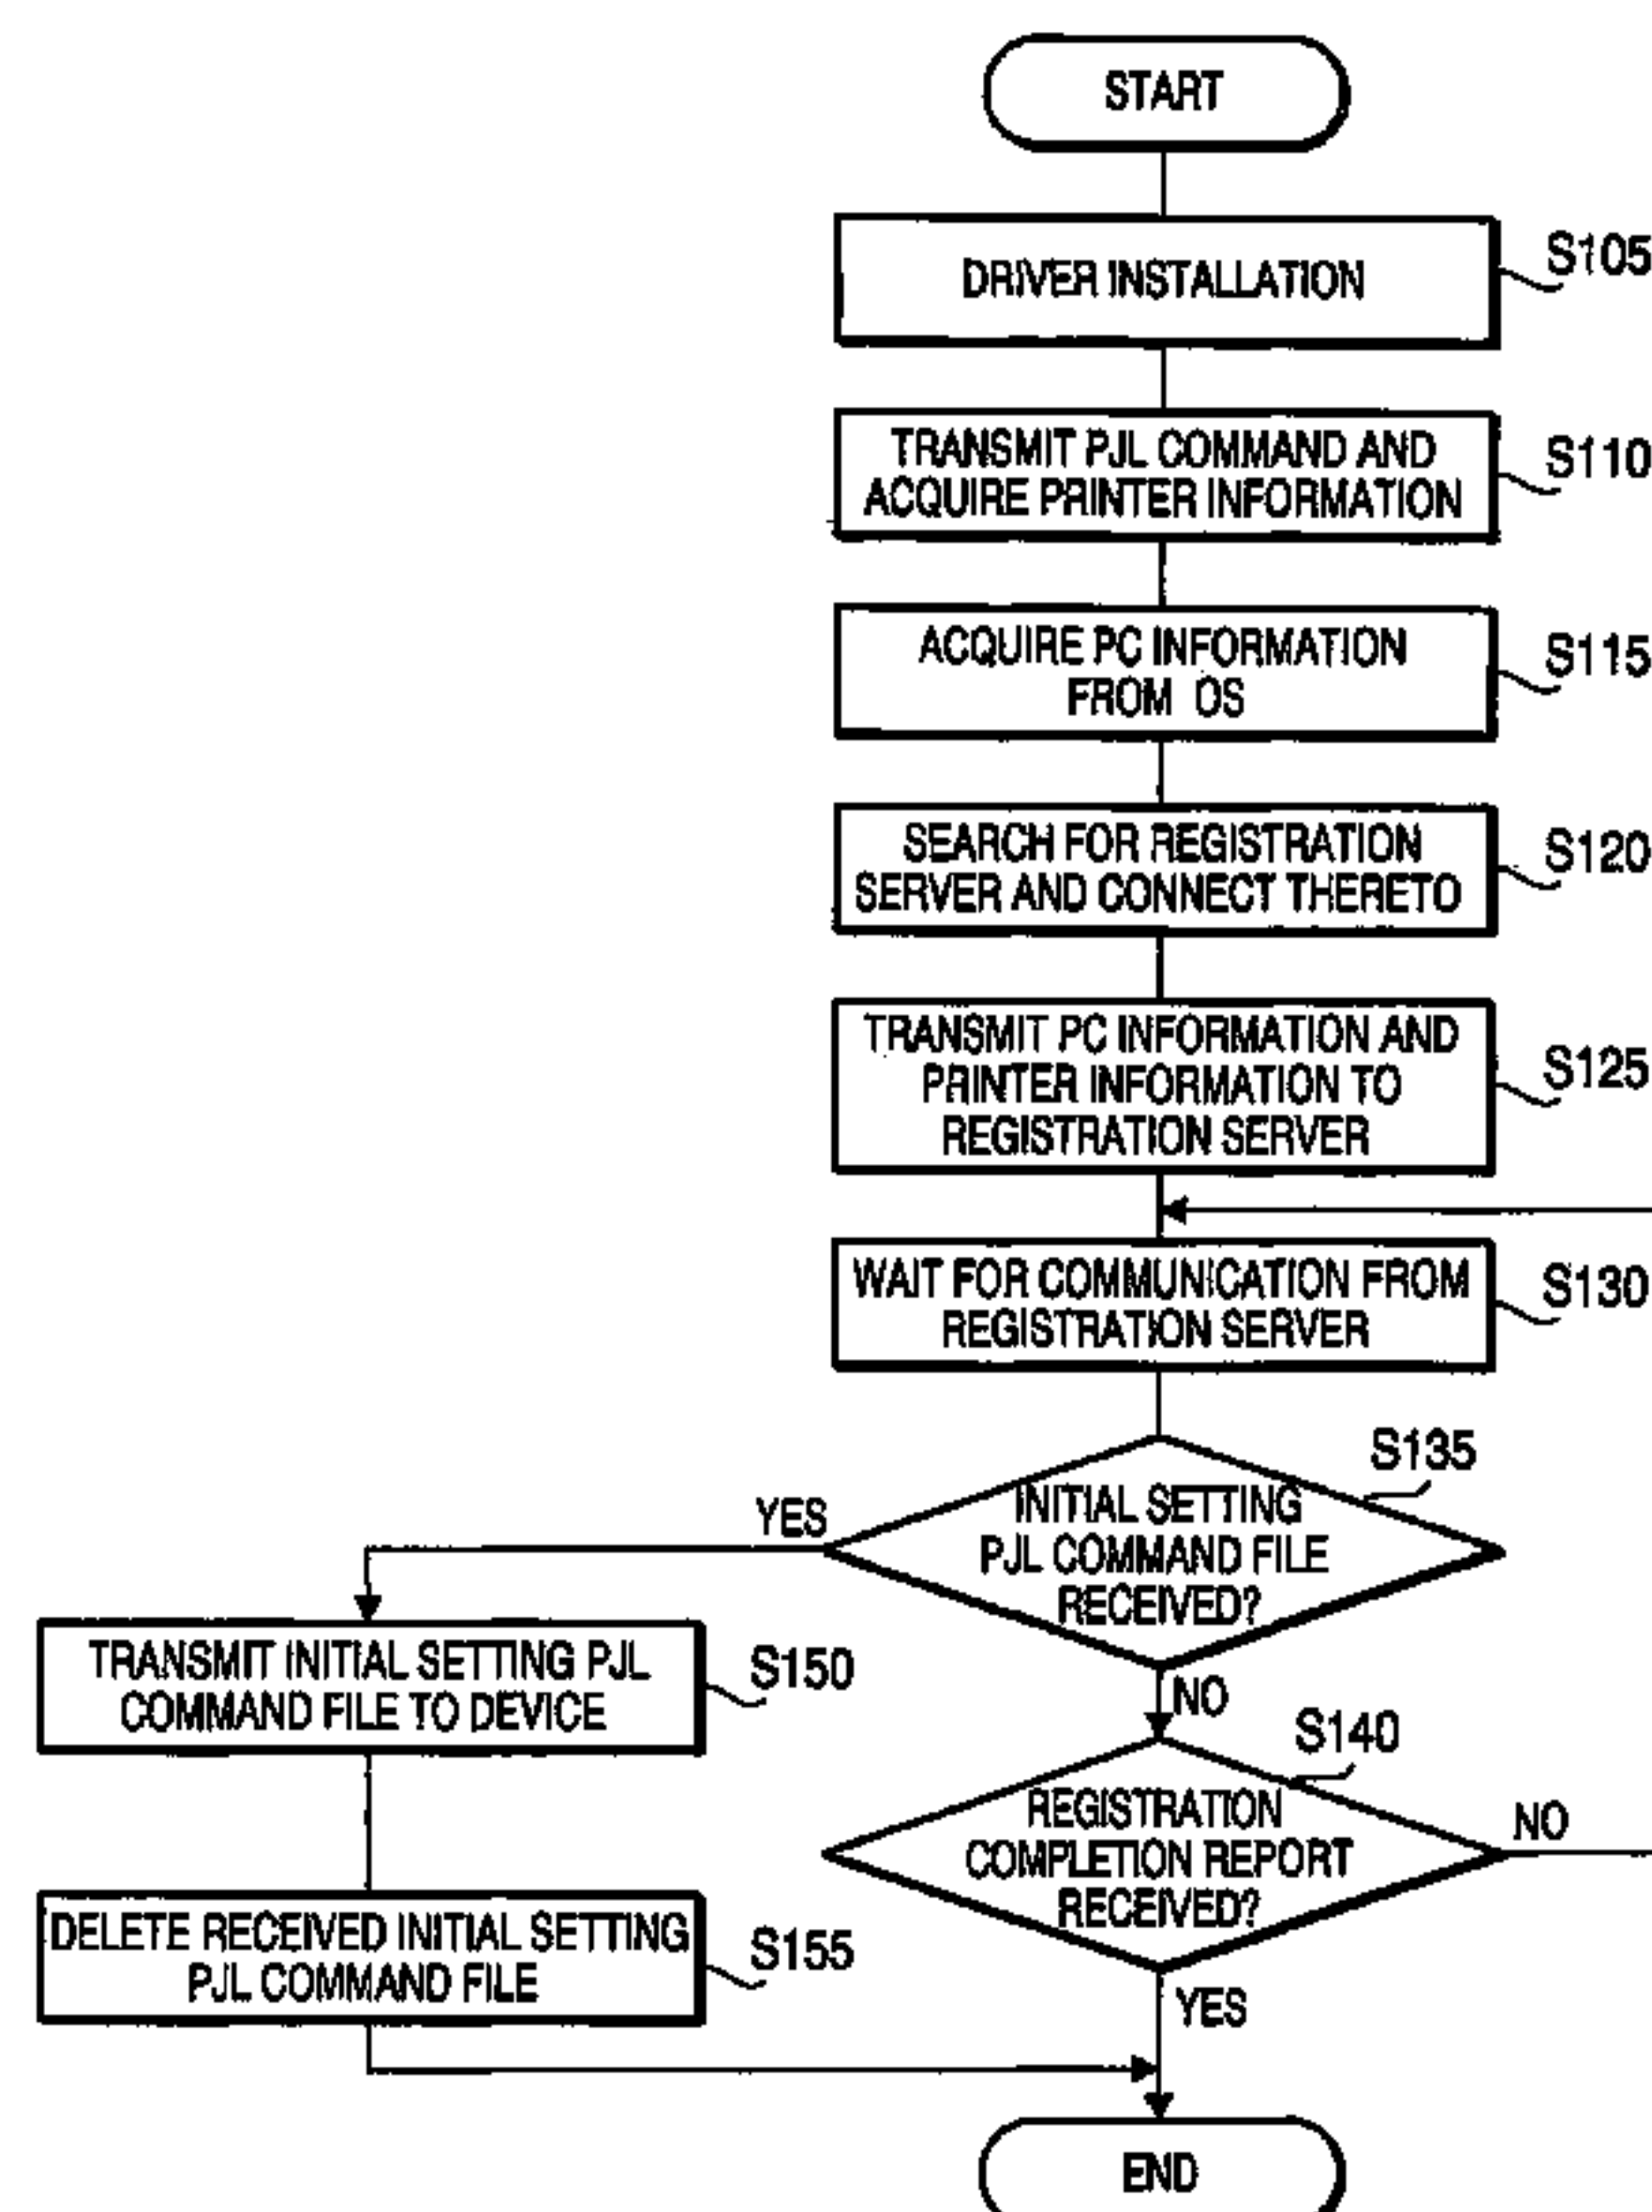 START
DRIVER INSTALLATION
S105
TRANSMIT PJL COMMAND AND
ACQUIRE PRINTER INFORMATION
S110
ACQUIRE PC INFORMATION
FROM OS
S115
SEARCH FOR REGISTRATION
SERVER AND CONNECT THERETO
S120
TRANSMIT PC INFORMATION AND
PRINTER INFORMATION TO
REGISTRATION SERVER
S125
WAIT FOR COMMUNICATION FROM
REGISTRATION SERVER
S130
S135
INITIAL SETTING
PJL COMMAND FILE
RECEIVED?
YES
NO
TRANSMIT INITIAL SETTING PJL
COMMAND FILE TO DEVICE
S150
S140
REGISTRATION
COMPLETION REPORT
RECEIVED?
NO
YES
DELETE RECEIVED INITIAL SETTING
PJL COMMAND FILE
S155
END